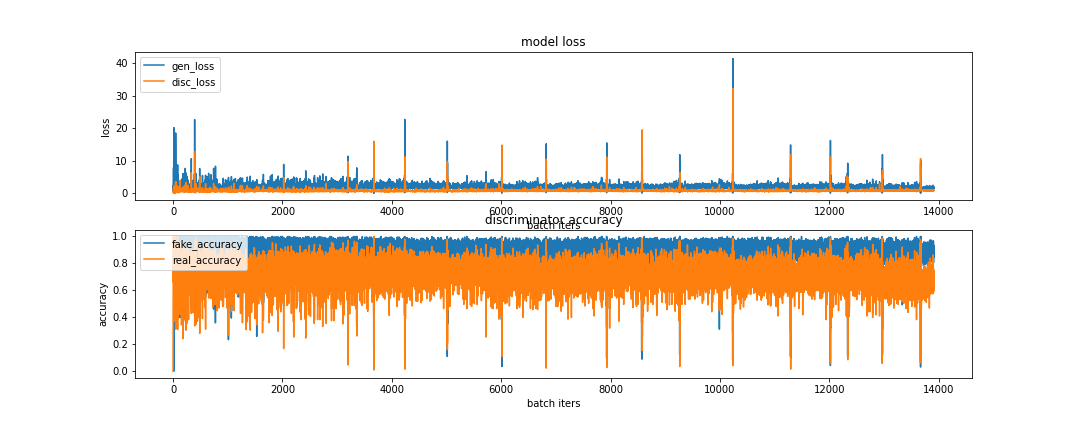 model loss
gen_loss
disc_loss
loss
40
30
20
10
0
0 2000 4000 6000 8000 10000 12000 14000
batch iters
discriminator accuracy
fake_accuracy
real_accuracy
accuracy
1.0
0.8
0.6
0.4
0.2
0.0
0 2000 4000 6000 8000 10000 12000 14000
batch iters